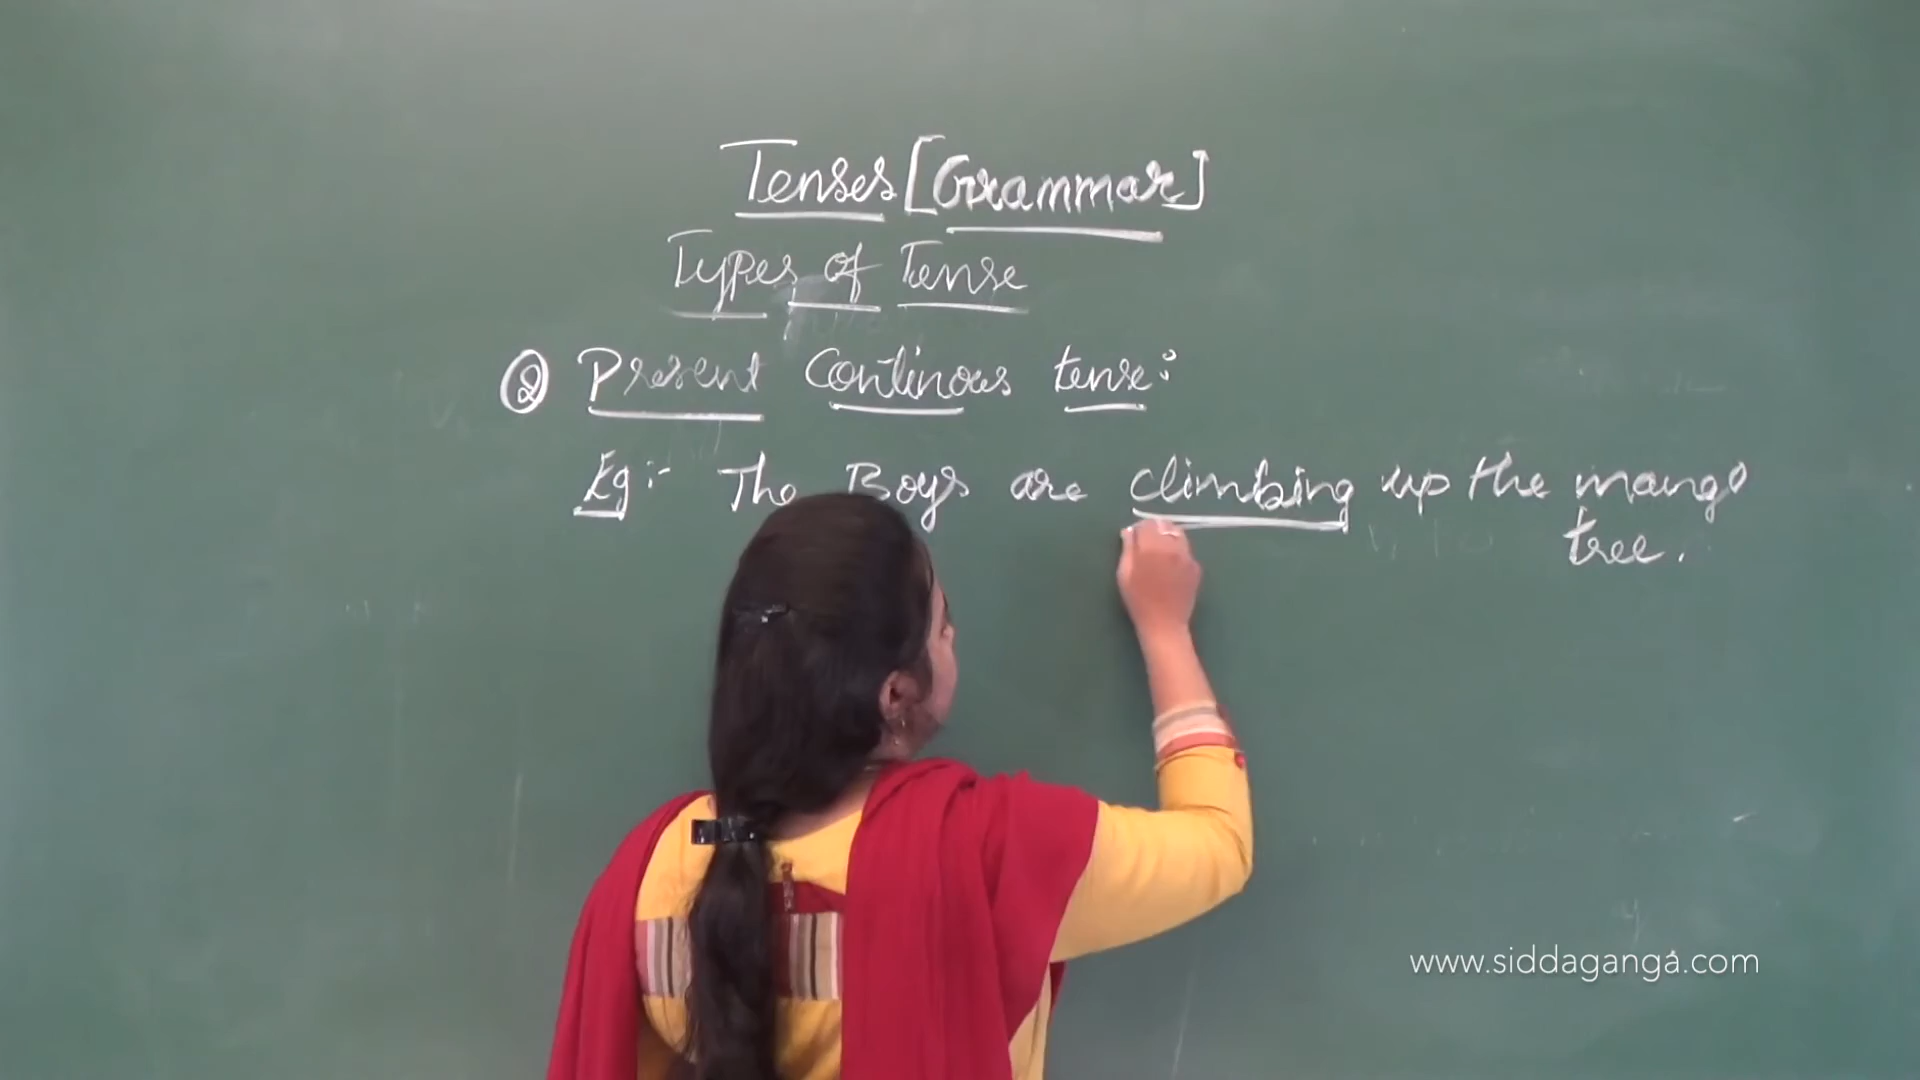 Tenses [Grammar]
Types of Tense
② Present Continous tense:
Eg:- The Boys are climbing up the mango
tree.
www.siddaganga.com